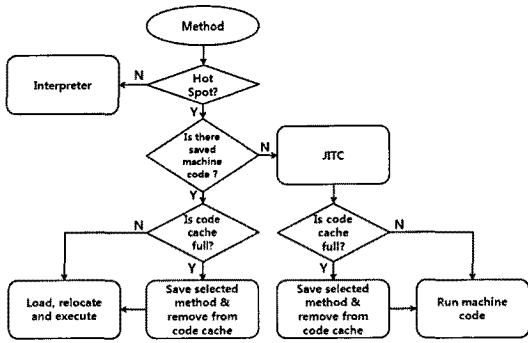 Method
Hot
Spot?
N
Interpreter
Y
Is there
saved
machine
code ?
N
JITC
Y
Is code
cache
full?
N
Y
Is code
cache
full?
N
Y
Load, relocate
and execute
Save selected
method &
remove from
code cache
Save selected
method &
remove from
code cache
Run machine
code